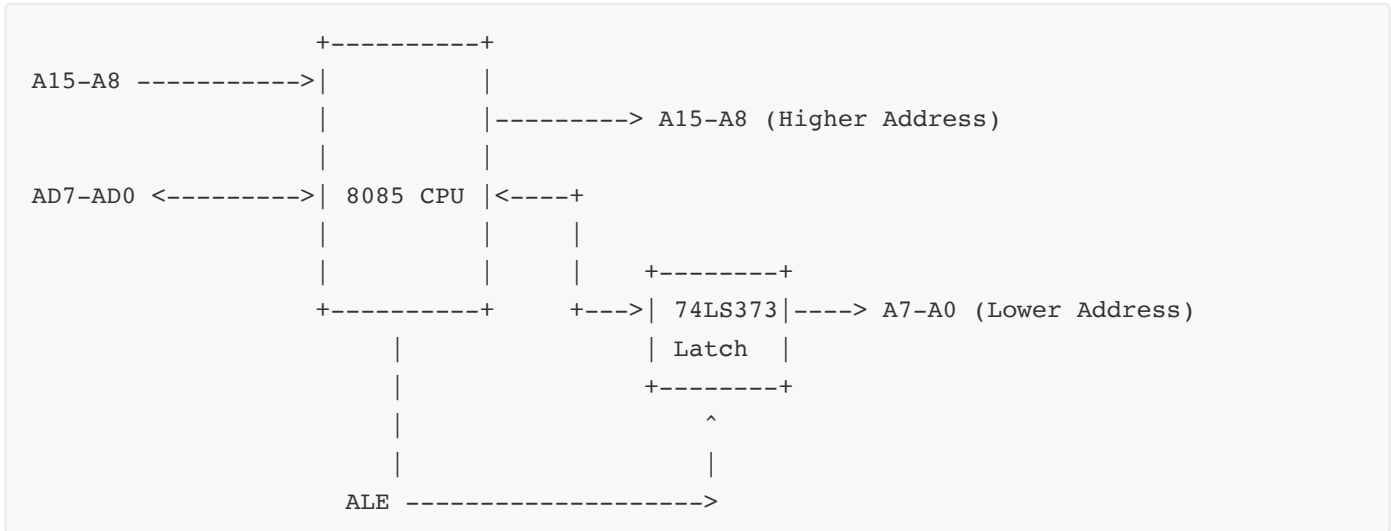 A15-A8
A15-A8 (Higher Address)
AD7-AD0 8085 CPU
74LS373 A7-A0 (Lower Address)
Latch
ALE